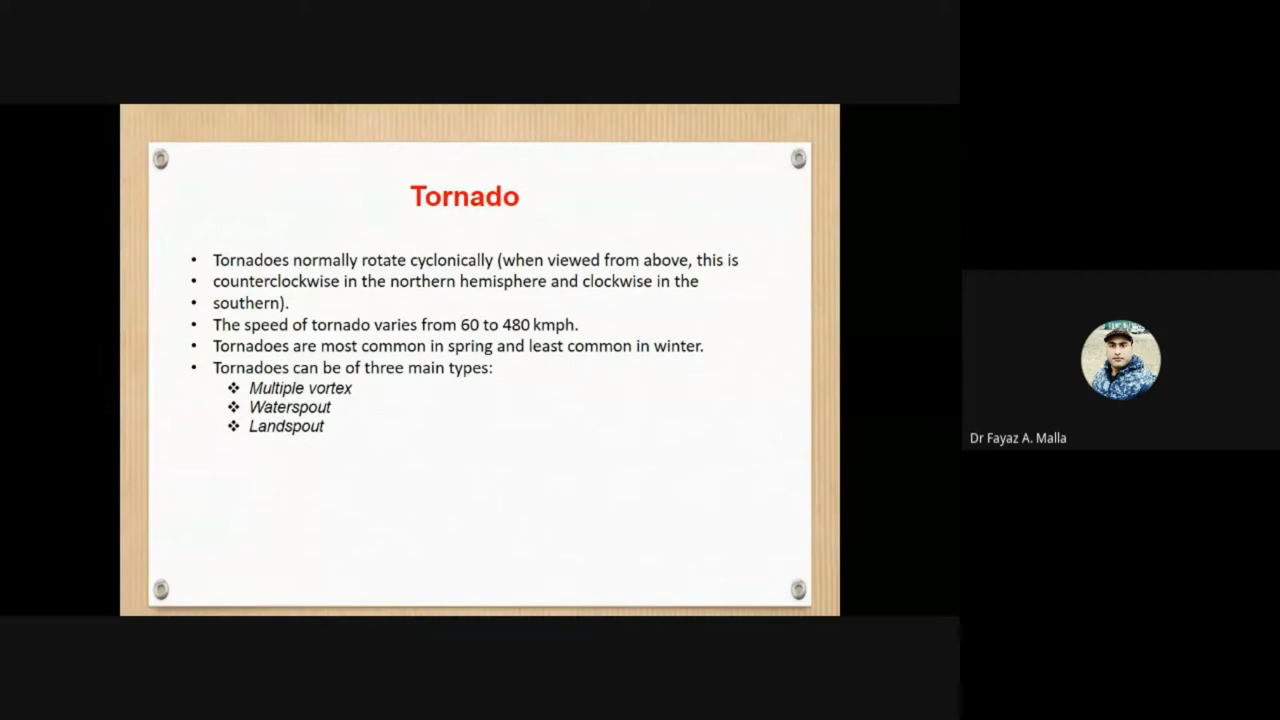 Tornado
• Tornadoes normally rotate cyclonically (when viewed from above, this is
• counterclockwise in the northern hemisphere and clockwise in the
• southern).
• The speed of tornado varies from 60 to 480 kmph.
• Tornadoes are most common in spring and least common in winter.
• Tornadoes can be of three main types:
❖ Multiple vortex
❖ Waterspout
❖ Landspout
Dr Fayaz A. Malla